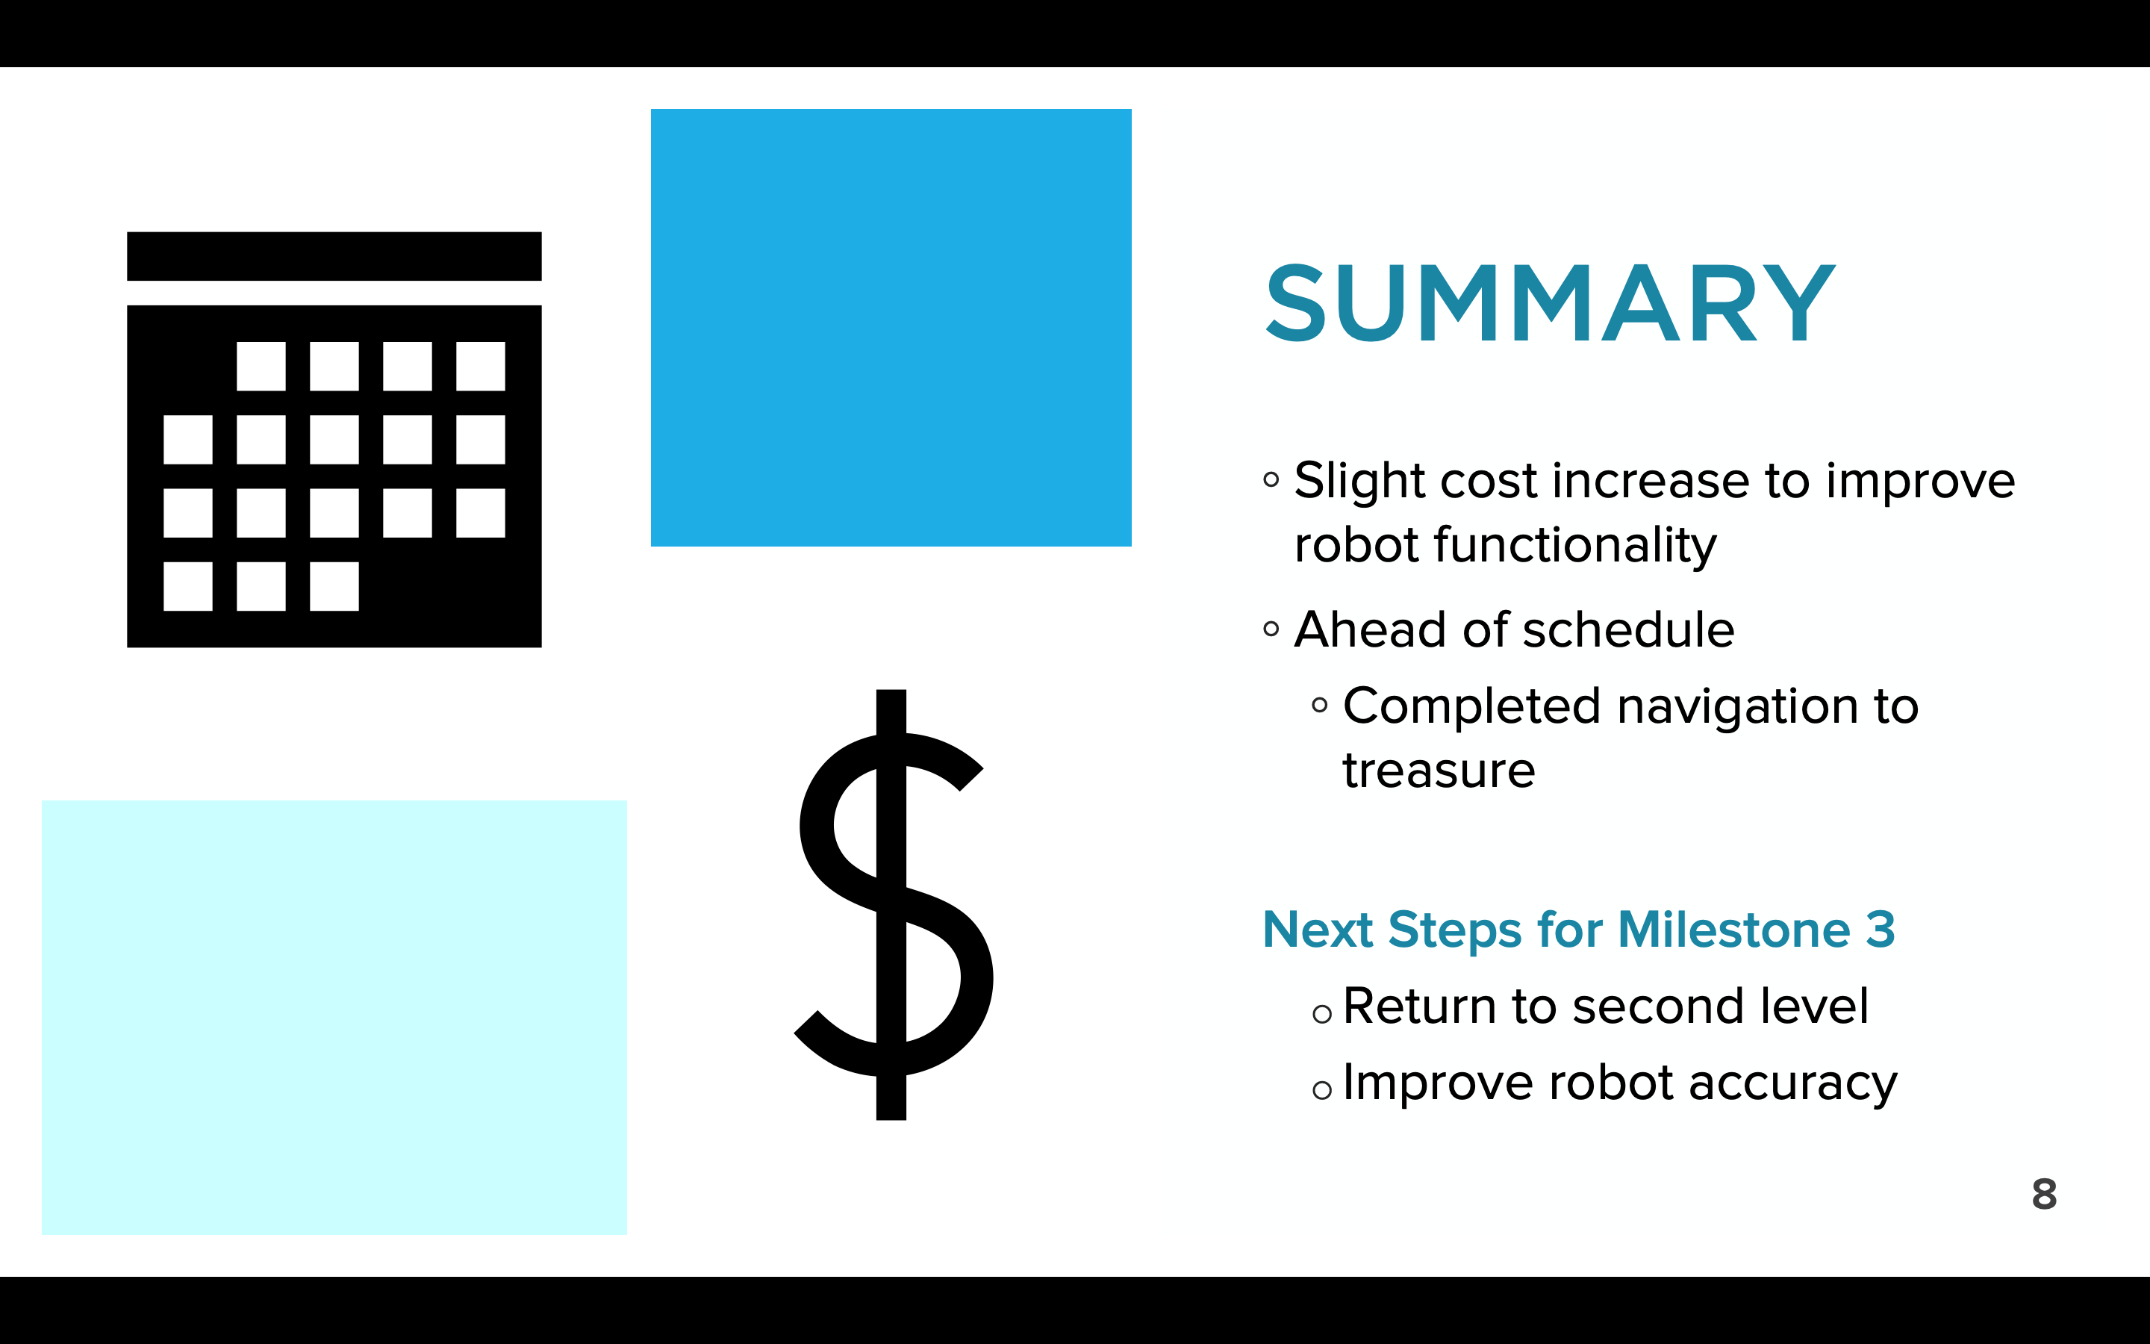 SUMMARY
Slight cost increase to improve
robot functionality
Ahead of schedule
Completed navigation to
treasure
Next Steps for Milestone 3
Return to second level
Improve robot accuracy
8